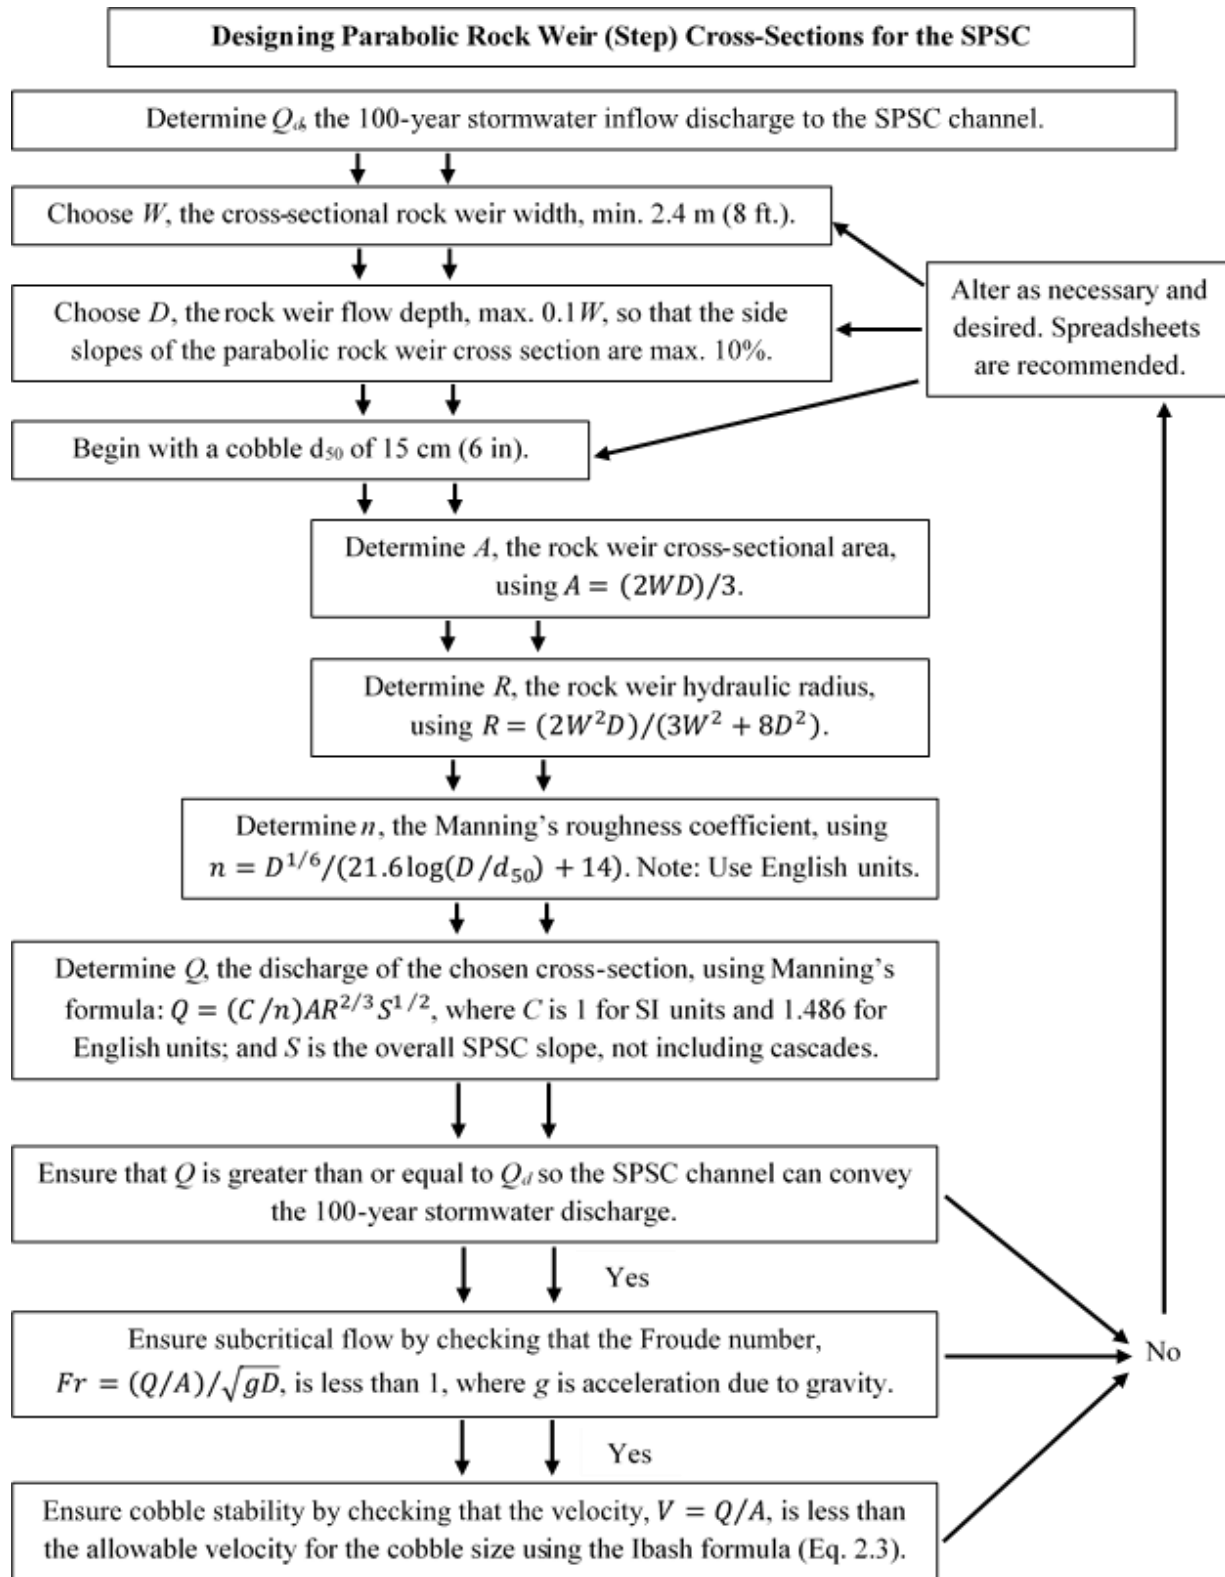 Designing Parabolic Rock Weir (Step) Cross-Sections for the SPSC
Determine Q_d, the 100-year stormwater inflow discharge to the SPSC channel.
Choose W, the cross-sectional rock weir width, min. 2.4 m (8 ft.).
Choose D, the rock weir flow depth, max. 0.1W, so that the side
slopes of the parabolic rock weir cross section are max. 10%.
Alter as necessary and
desired. Spreadsheets
are recommended.
Begin with a cobble d₅₀ of 15 cm (6 in).
Determine A, the rock weir cross-sectional area,
using A = (2WD)/3.
Determine R, the rock weir hydraulic radius,
using R = (2W²D)/(3W² + 8D²).
Determine n, the Manning's roughness coefficient, using
n = D^{1/6}/(21.6log(D/d₅₀) + 14). Note: Use English units.
Determine Q, the discharge of the chosen cross-section, using Manning's
formula: Q = (C/n)AR^{2/3}S^{1/2}, where C is 1 for SI units and 1.486 for
English units; and S is the overall SPSC slope, not including cascades.
Ensure that Q is greater than or equal to Q_d so the SPSC channel can convey
the 100-year stormwater discharge.
Yes
Ensure subcritical flow by checking that the Froude number,
Fr = (Q/A)/√(gD), is less than 1, where g is acceleration due to gravity.
No
Yes
Ensure cobble stability by checking that the velocity, V = Q/A, is less than
the allowable velocity for the cobble size using the Ibash formula (Eq. 2.3).